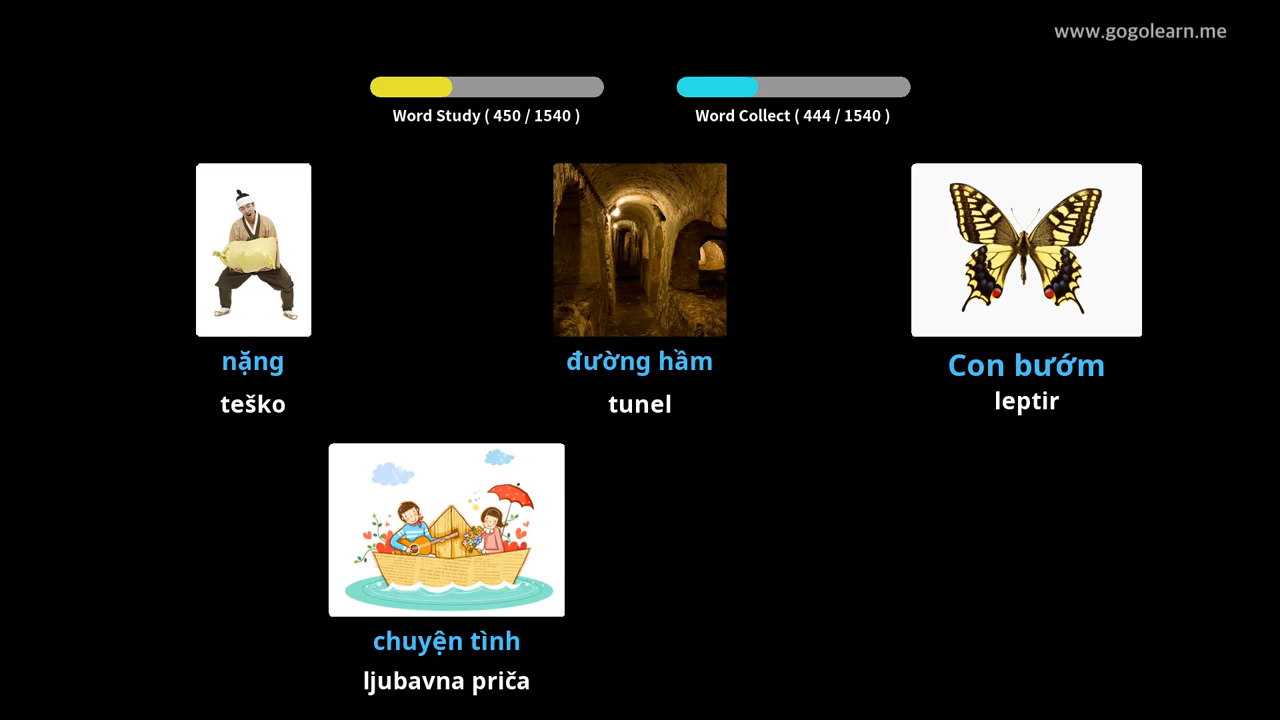 www.gogolearn.me
Word Study ( 450 / 1540 )
Word Collect ( 444 / 1540 )
nặng
teško
đường hầm
tunel
Con bướm
leptir
chuyện tình
ljubavna priča